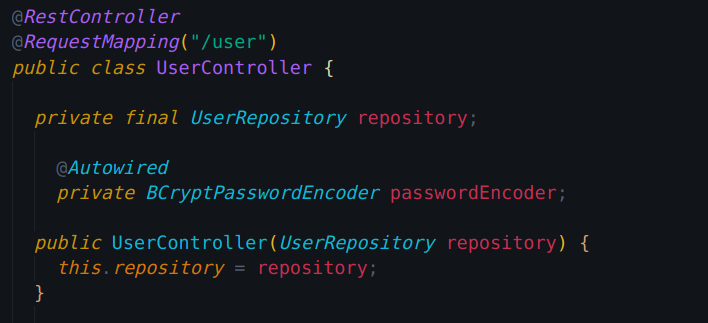 @RestController
@RequestMapping("/user")
public class UserController {
private final UserRepository repository;
@Autowired
private BCryptPasswordEncoder passwordEncoder;
public UserController(UserRepository repository) {
this.repository = repository;
}